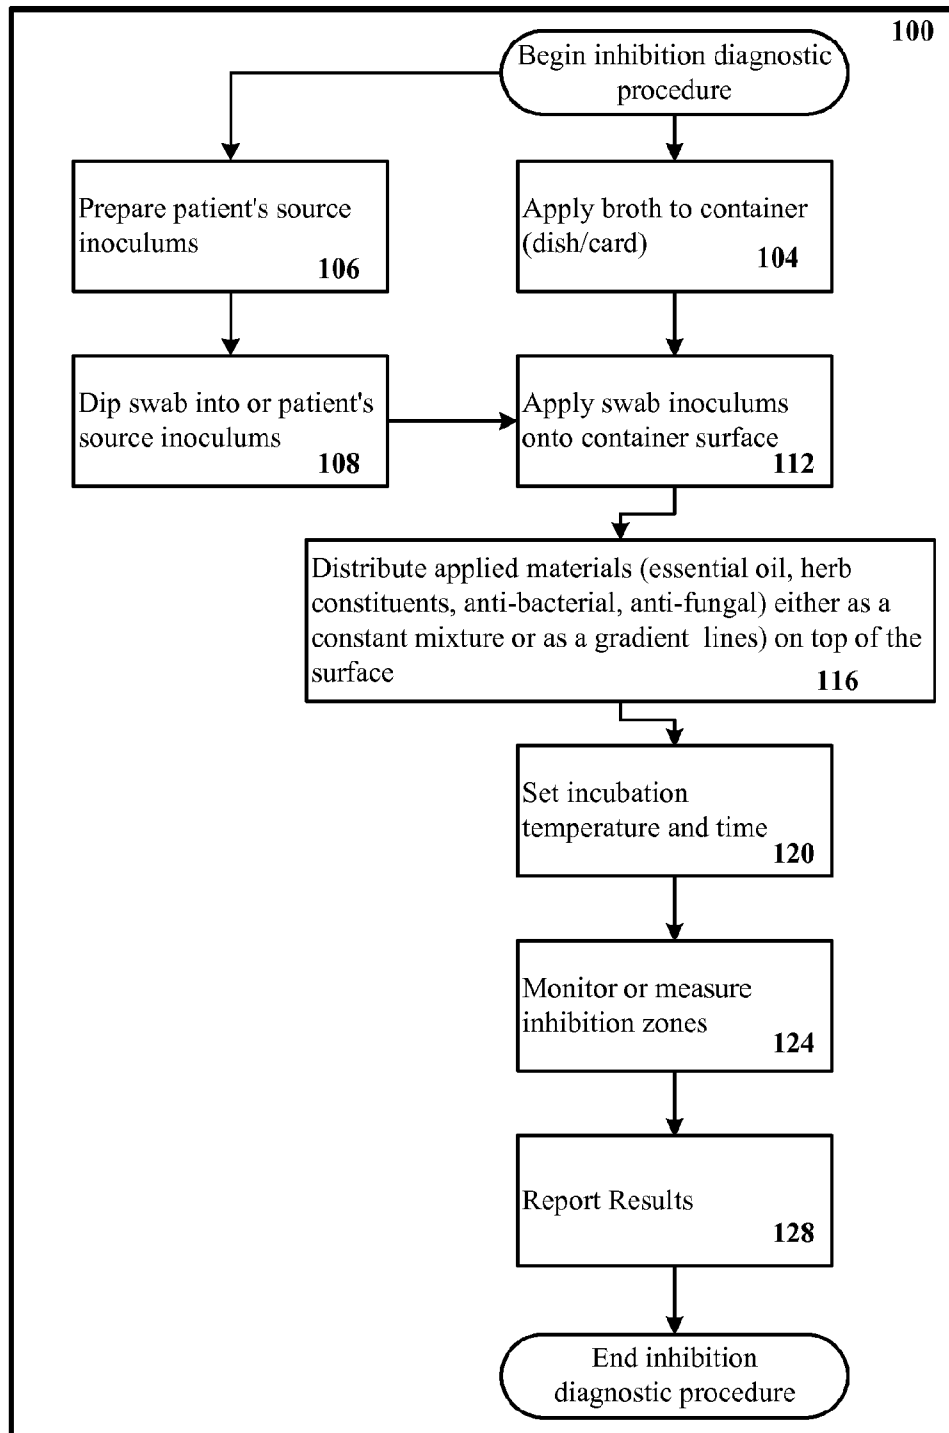 100
Begin inhibition diagnostic
procedure
Prepare patient's source
inoculums
106
Apply broth to container
(dish/card)
104
Dip swab into or patient's
source inoculums
108
Apply swab inoculums
onto container surface
112
Distribute applied materials (essential oil, herb
constituents, anti-bacterial, anti-fungal) either as a
constant mixture or as a gradient lines) on top of the
surface
116
Set incubation
temperature and time
120
Monitor or measure
inhibition zones
124
Report Results
128
End inhibition
diagnostic procedure